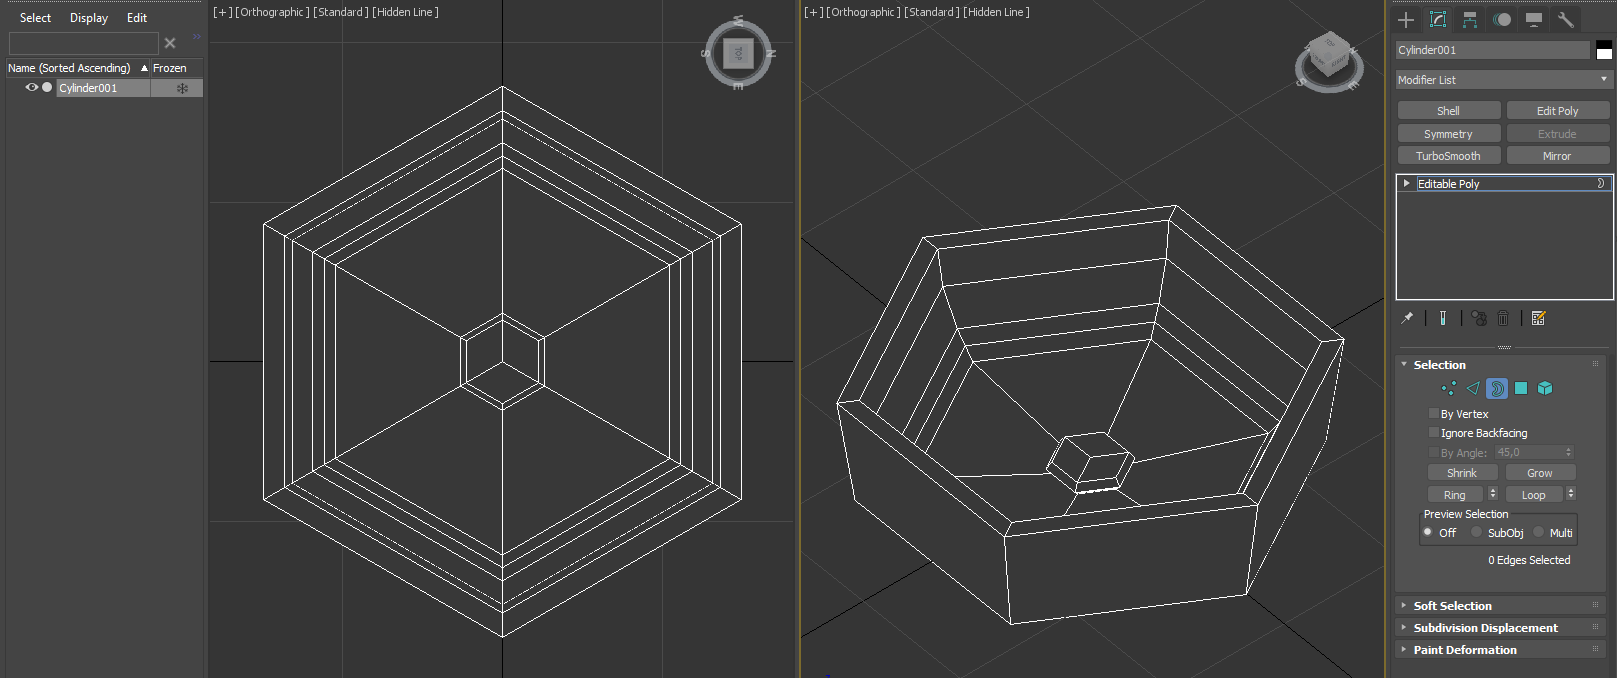 Select Display Edit
Name (Sorted Ascending) Frozen
Cylinder001
[+] [Orthographic ] [Standard ] [Hidden Line ]
W
S TOP N
E
[+] [Orthographic ] [Standard ] [Hidden Line ]
TOP
S E
Cylinder001
Modifier List
Shell Edit Poly
Symmetry Extrude
TurboSmooth Mirror
Editable Poly
Selection
By Vertex
Ignore Backfacing
By Angle: 45,0
Shrink Grow
Ring Loop
Preview Selection
Off SubObj Multi
0 Edges Selected
Soft Selection
Subdivision Displacement
Paint Deformation